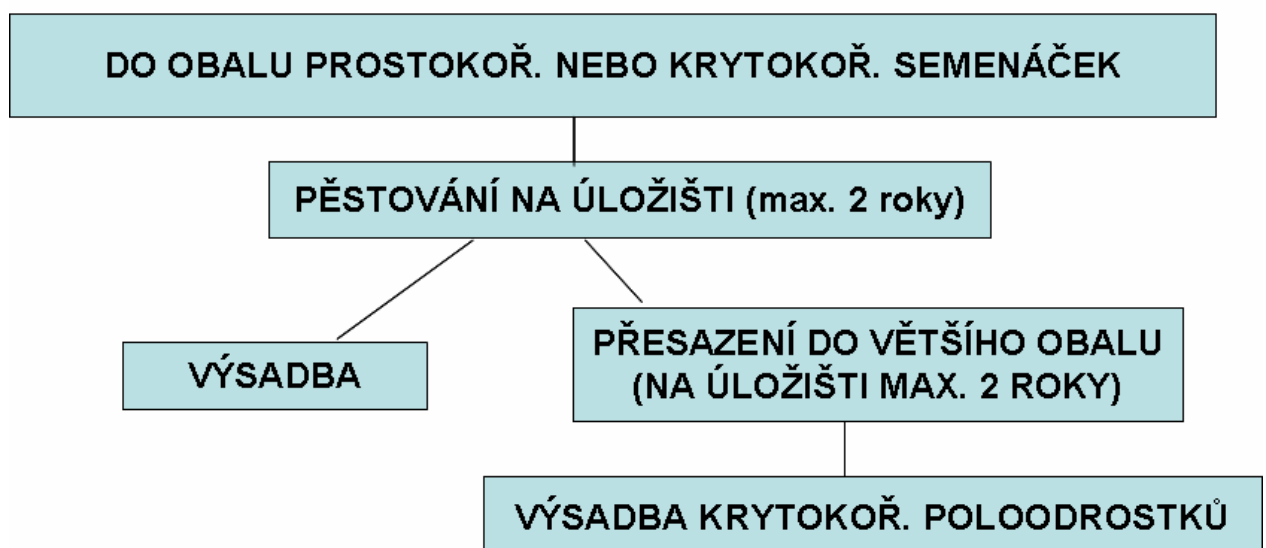 DO OBALU PROSTOKOŘ. NEBO KRYTOKOŘ. SEMENÁČEK
PĚSTOVÁNÍ NA ÚLOŽIŠTI (max. 2 roky)
VÝSADBA
PŘESAZENÍ DO VĚTŠÍHO OBALU
(NA ÚLOŽIŠTI MAX. 2 ROKY)
VÝSADBA KRYTOKOŘ. POLOODROSTKŮ